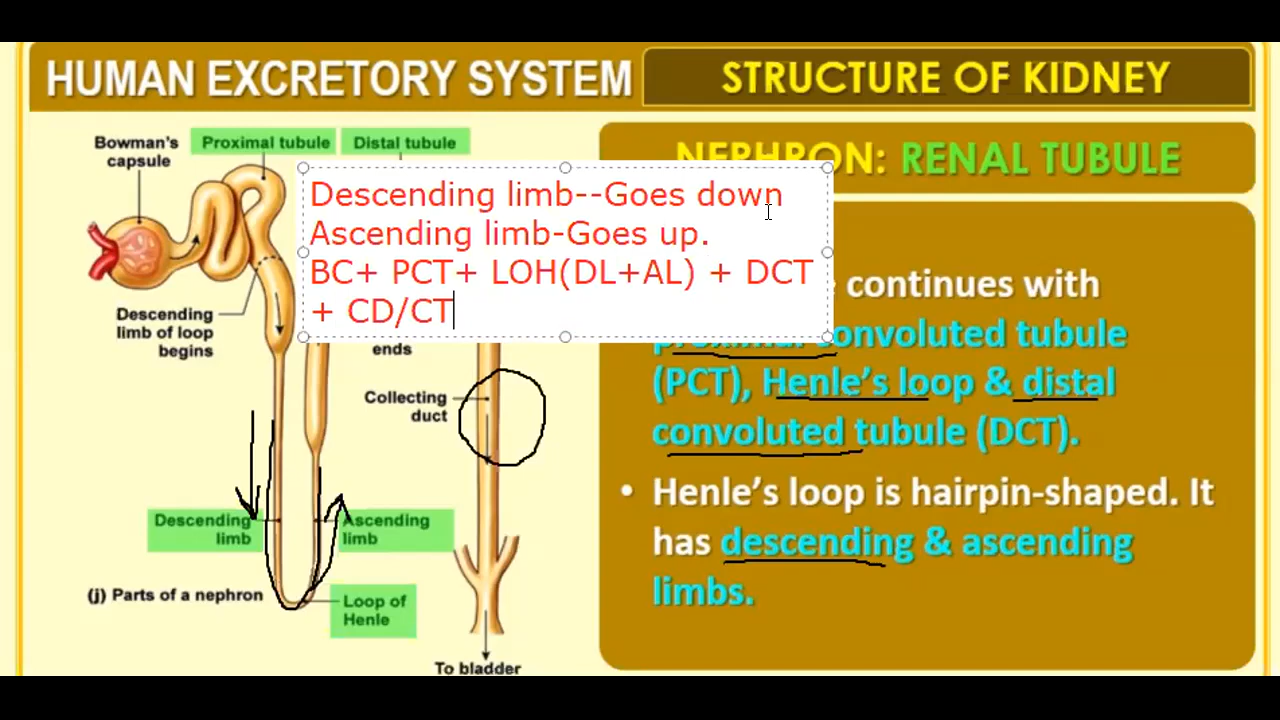 HUMAN EXCRETORY SYSTEM
STRUCTURE OF KIDNEY
Bowman's
capsule
Proximal tubule
Distal tubule
NEPHRON: RENAL TUBULE
Descending limb--Goes down
Ascending limb-Goes up.
BC+ PCT+ LOH(DL+AL) + DCT
+ CD/CT
Descending
limb of loop
begins
ends
Collecting
duct
Descending
limb
Ascending
limb
(j) Parts of a nephron
Loop of
Henle
To bladder
continues with
proximal convoluted tubule
(PCT), Henle's loop & distal
convoluted tubule (DCT).
• Henle's loop is hairpin-shaped. It
has descending & ascending
limbs.